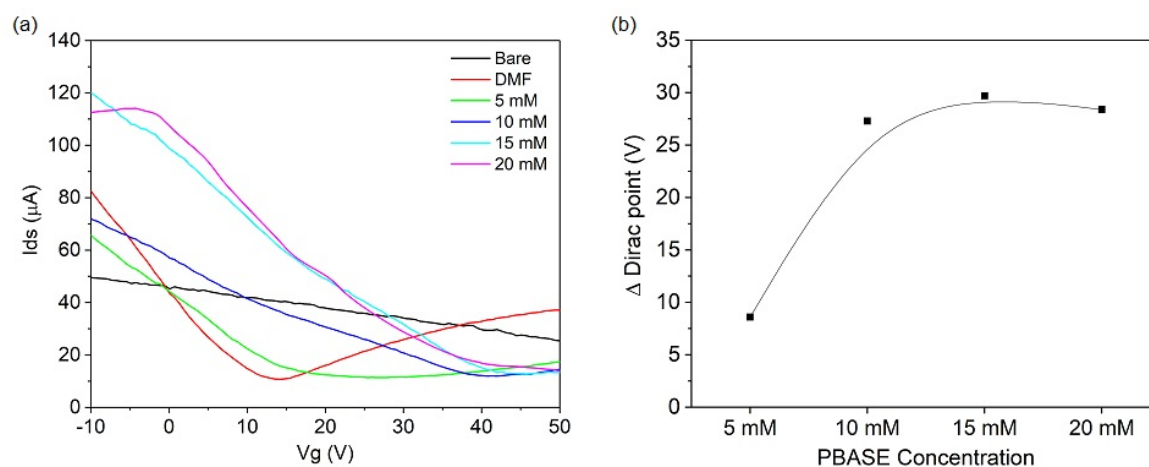 (a)
140
120
100
80
60
40
20
0
Ids (μA)
-10 0 10 20 30 40 50
Vg (V)
Bare
DMF
5 mM
10 mM
15 mM
20 mM
(b)
35
30
25
20
15
10
5
0
Δ Dirac point (V)
5 mM 10 mM 15 mM 20 mM
PBASE Concentration